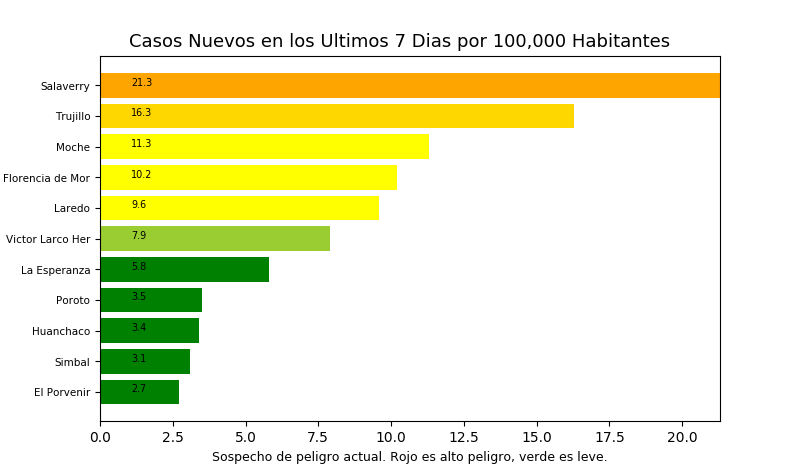 Casos Nuevos en los Ultimos 7 Dias por 100,000 Habitantes
Salaverry 21.3
Trujillo 16.3
Moche 11.3
Florencia de Mor 10.2
Laredo 9.6
Victor Larco Her 7.9
La Esperanza 5.8
Poroto 3.5
Huanchaco 3.4
Simbal 3.1
El Porvenir 2.7
0.0 2.5 5.0 7.5 10.0 12.5 15.0 17.5 20.0
Sospecho de peligro actual. Rojo es alto peligro, verde es leve.